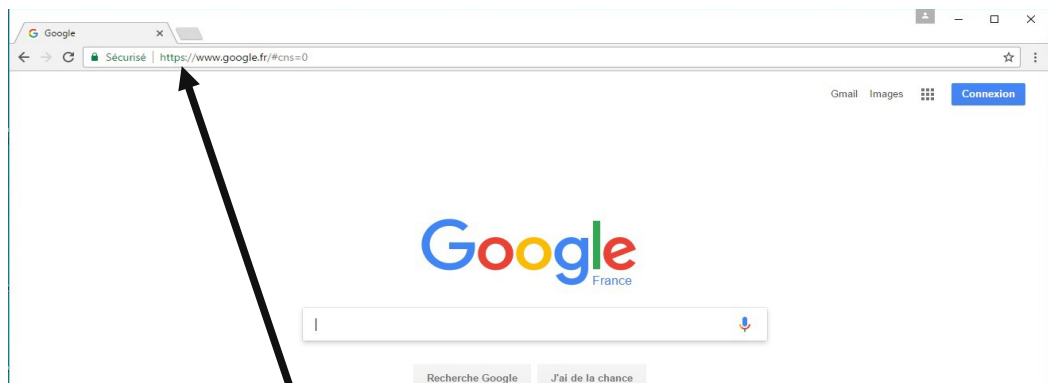 Google
Sécurisé | https://www.google.fr/#cns=0
Gmail Images Connexion
Google
France
Recherche Google J'ai de la chance